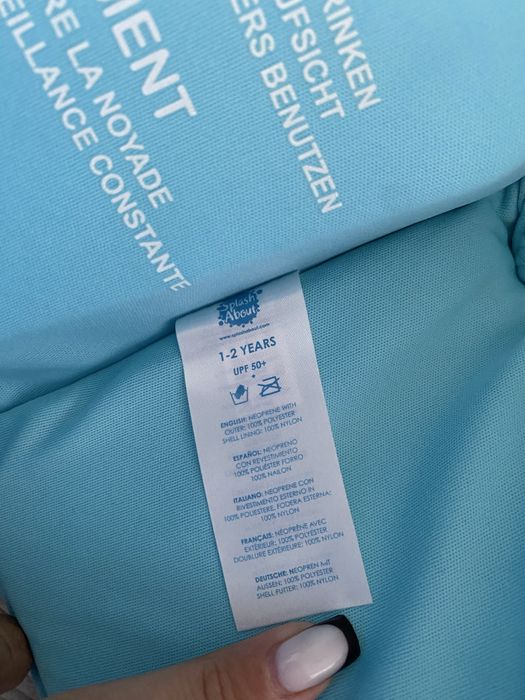 IENT
RE LA NOYADE
EILLANCE CONSTANTE
RINKEN
UFSICHT
ERS BENUTZEN
Splash
About
www.splashabout.com
1-2 YEARS
UPF 50+
ENGLISH: NEOPRENE WITH
OUTER: 100% POLYESTER
SHELL LINING: 100% NYLON
ESPAÑOL: NEOPRENO
CON REVESTIMIENTO
100% POLIÉSTER FORRO
100% NAILON
ITALIANO: NEOPRENE CON
RIVESTIMENTO ESTERNO IN
100% POLIESTERE, FODERA ESTERNA:
100% NYLON
FRANÇAIS: NÉOPRÈNE AVEC
EXTÉRIEUR: 100% POLYESTER
DOUBLURE EXTÉRIEURE: 100% NYLON
DEUTSCHE: NEOPREN MIT
AUSSEN: 100% POLYESTER
SHELL FUTTER: 100% NYLON